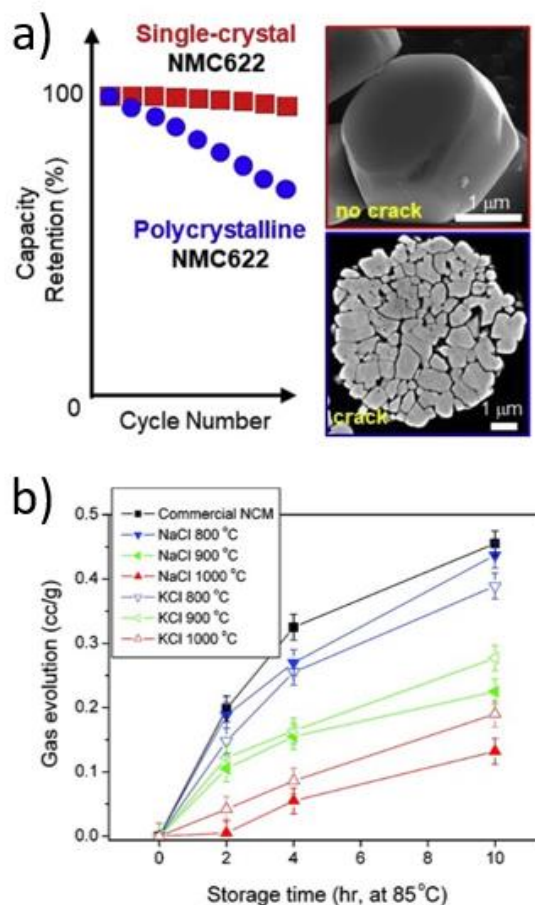 a)
Single-crystal
NMC622
100
Capacity
Retention (%)
Polycrystalline
NMC622
0
Cycle Number
no crack
1 μm
crack
1 μm
b)
Commercial NCM
NaCl 800 °C
NaCl 900 °C
NaCl 1000 °C
KCl 800 °C
KCl 900 °C
KCl 1000 °C
Gas evolution (cc/g)
0.5
0.4
0.3
0.2
0.1
0.0
0 2 4 6 8 10
Storage time (hr, at 85°C)